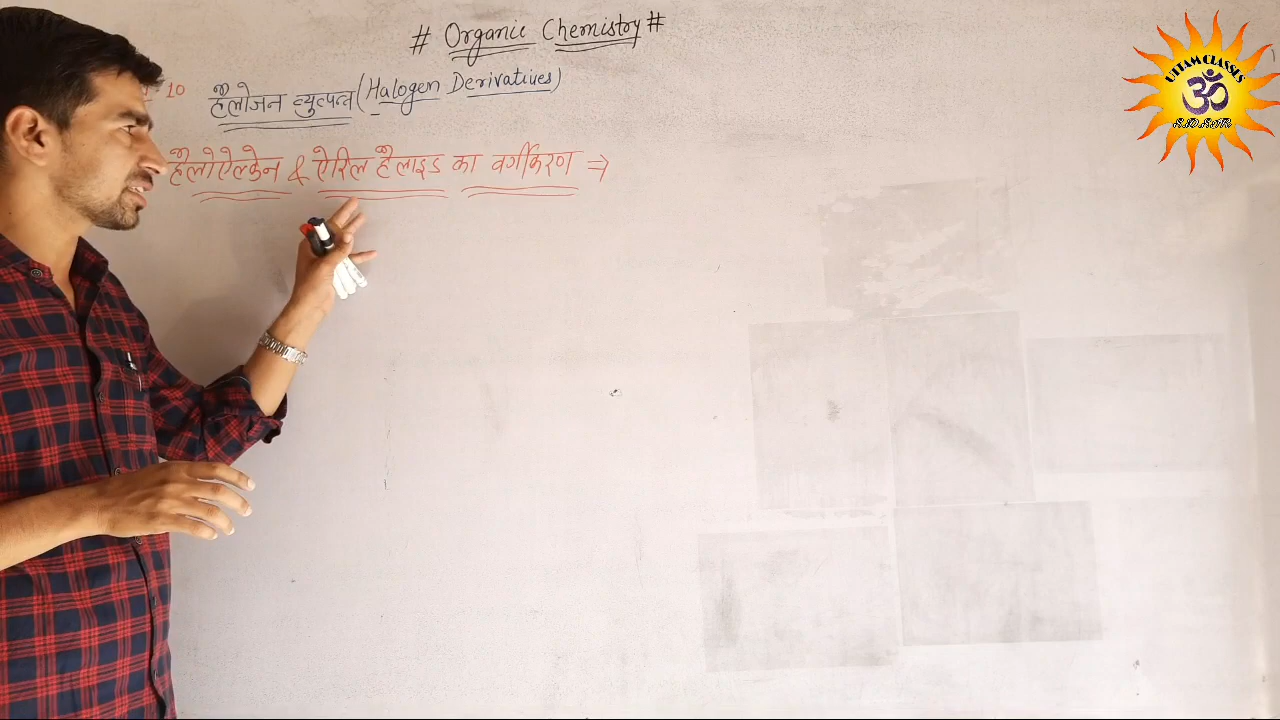 # Organic Chemistry #
10 हैलोजन व्युत्पन्न (Halogen Derivatives)
हैलोऐल्केन & ऐरिल हैलाइड का वर्गीकरण ⇒
UTTAM CLASSES
ॐ